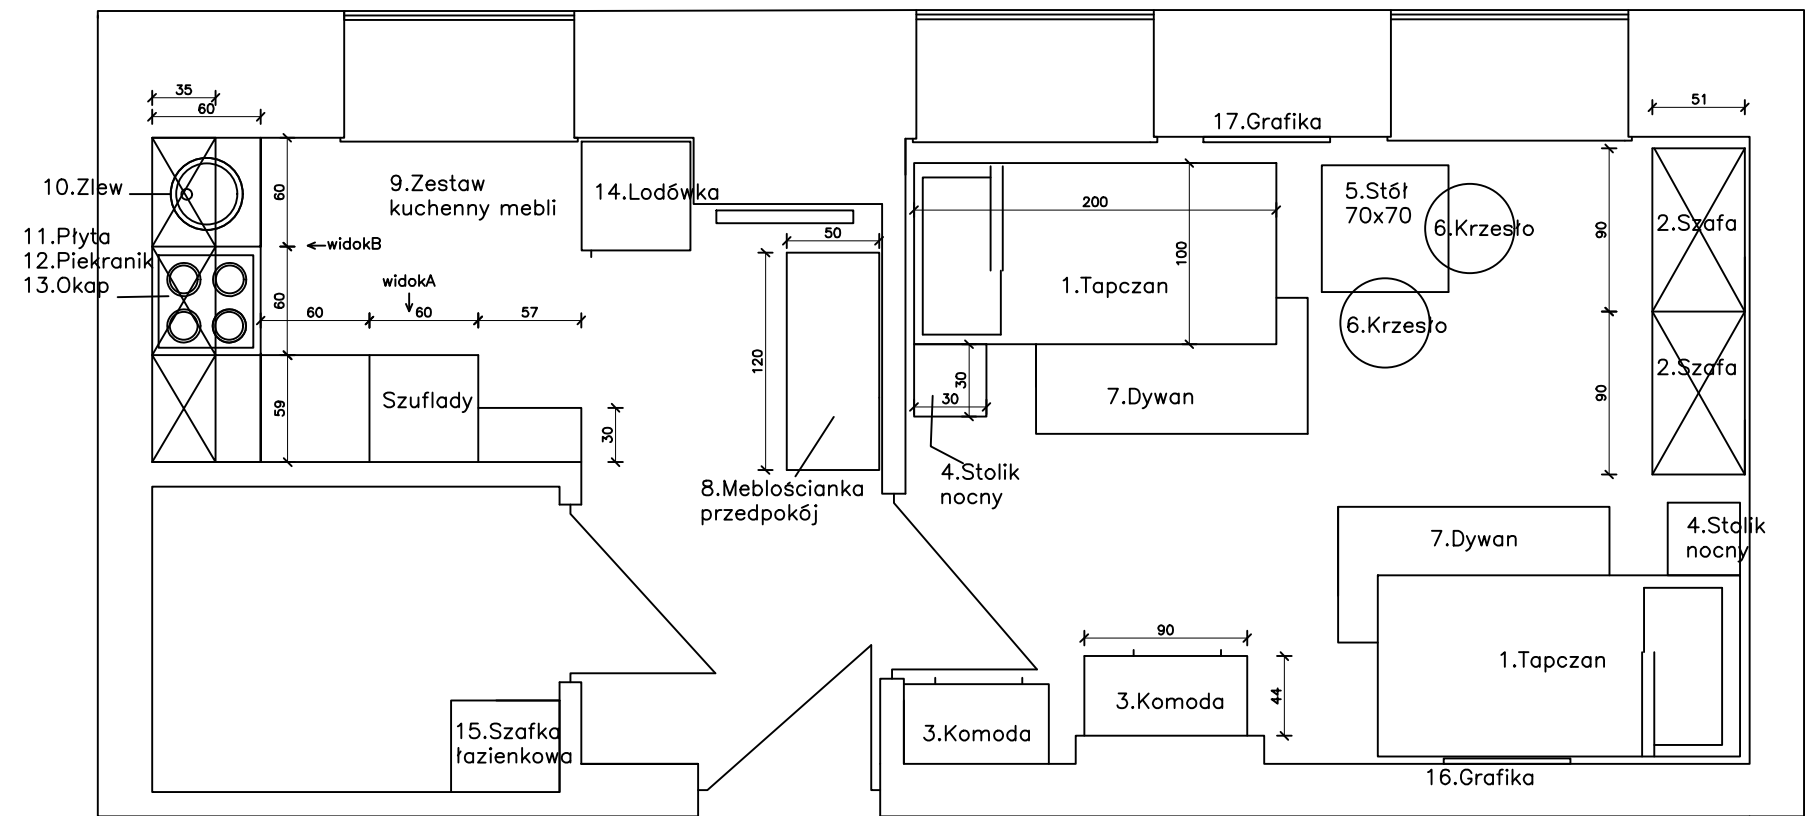 35
60
51
17.Grafika
10.Zlew
60
9.Zestaw
kuchenny mebli
14.Lodówka
200
5.Stół
70x70
6.Krzesło
90
2.Szafa
11.Płyta
12.Piekranik
13.Okap
widokB
widokA
50
100
1.Tapczan
60
60
60
57
6.Krzesło
120
30
30
7.Dywan
90
2.Szafa
59
Szuflady
30
8.Meblościanka
przedpokój
4.Stolik
nocny
7.Dywan
4.Stolik
nocny
90
44
1.Tapczan
3.Komoda
3.Komoda
15.Szafka
łazienkowa
16.Grafika